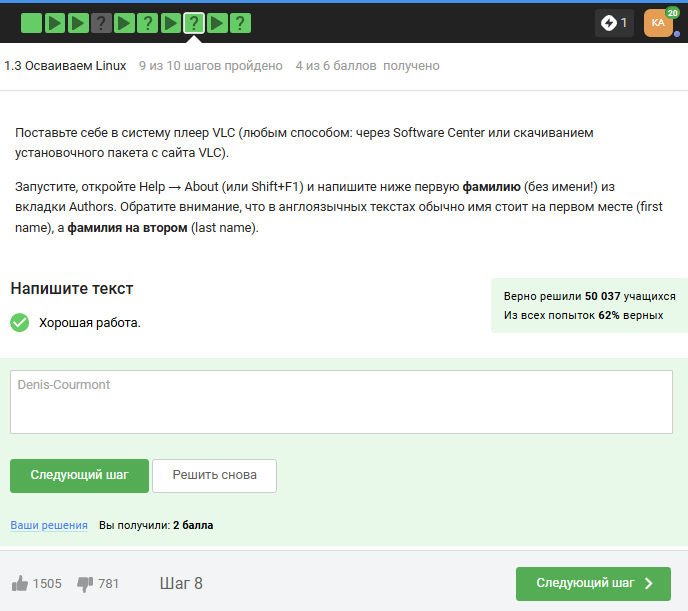 ? ? ? ? 1 КА 20
1.3 Осваиваем Linux 9 из 10 шагов пройдено 4 из 6 баллов получено
Поставьте себе в систему плеер VLC (любым способом: через Software Center или скачиванием
установочного пакета с сайта VLC).
Запустите, откройте Help → About (или Shift+F1) и напишите ниже первую фамилию (без имени!) из
вкладки Authors. Обратите внимание, что в англоязычных текстах обычно имя стоит на первом месте (first
name), а фамилия на втором (last name).
Напишите текст
Верно решили 50 037 учащихся
Из всех попыток 62% верных
Хорошая работа.
Denis-Courmont
Следующий шаг Решить снова
Ваши решения Вы получили: 2 балла
1505 781 Шаг 8 Следующий шаг